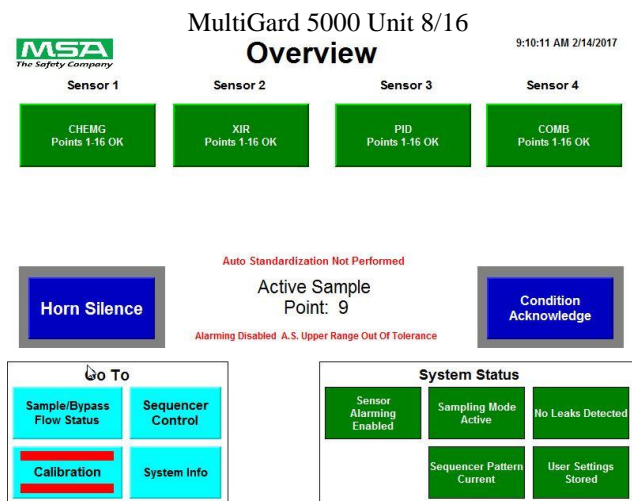 MultiGard 5000 Unit 8/16
MSA
The Safety Company
Overview
9:10:11 AM 2/14/2017
Sensor 1
Sensor 2
Sensor 3
Sensor 4
CHEMG
Points 1-16 OK
XIR
Points 1-16 OK
PID
Points 1-16 OK
COMB
Points 1-16 OK
Auto Standardization Not Performed
Horn Silence
Active Sample
Point: 9
Condition
Acknowledge
Alarming Disabled A.S. Upper Range Out Of Tolerance
Go To
Sample/Bypass
Flow Status
Sequencer
Control
Calibration
System Info
System Status
Sensor
Alarming
Enabled
Sampling Mode
Active
No Leaks Detected
Sequencer Pattern
Current
User Settings
Stored